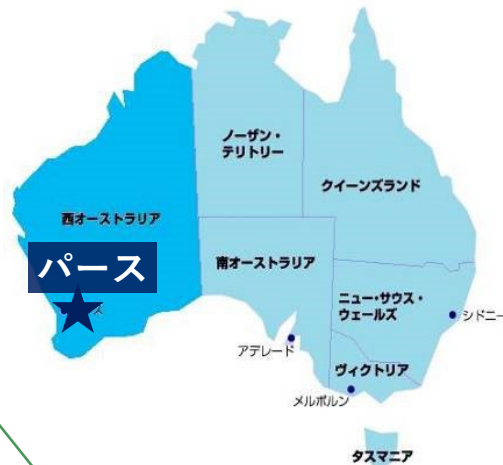 ノーザン・
テリトリー
クイーンズランド
西オーストラリア
パース
南オーストラリア
ニュー・サウス・
ウェールズ
シドニー
アデレード
ヴィクトリア
メルボルン
タスマニア